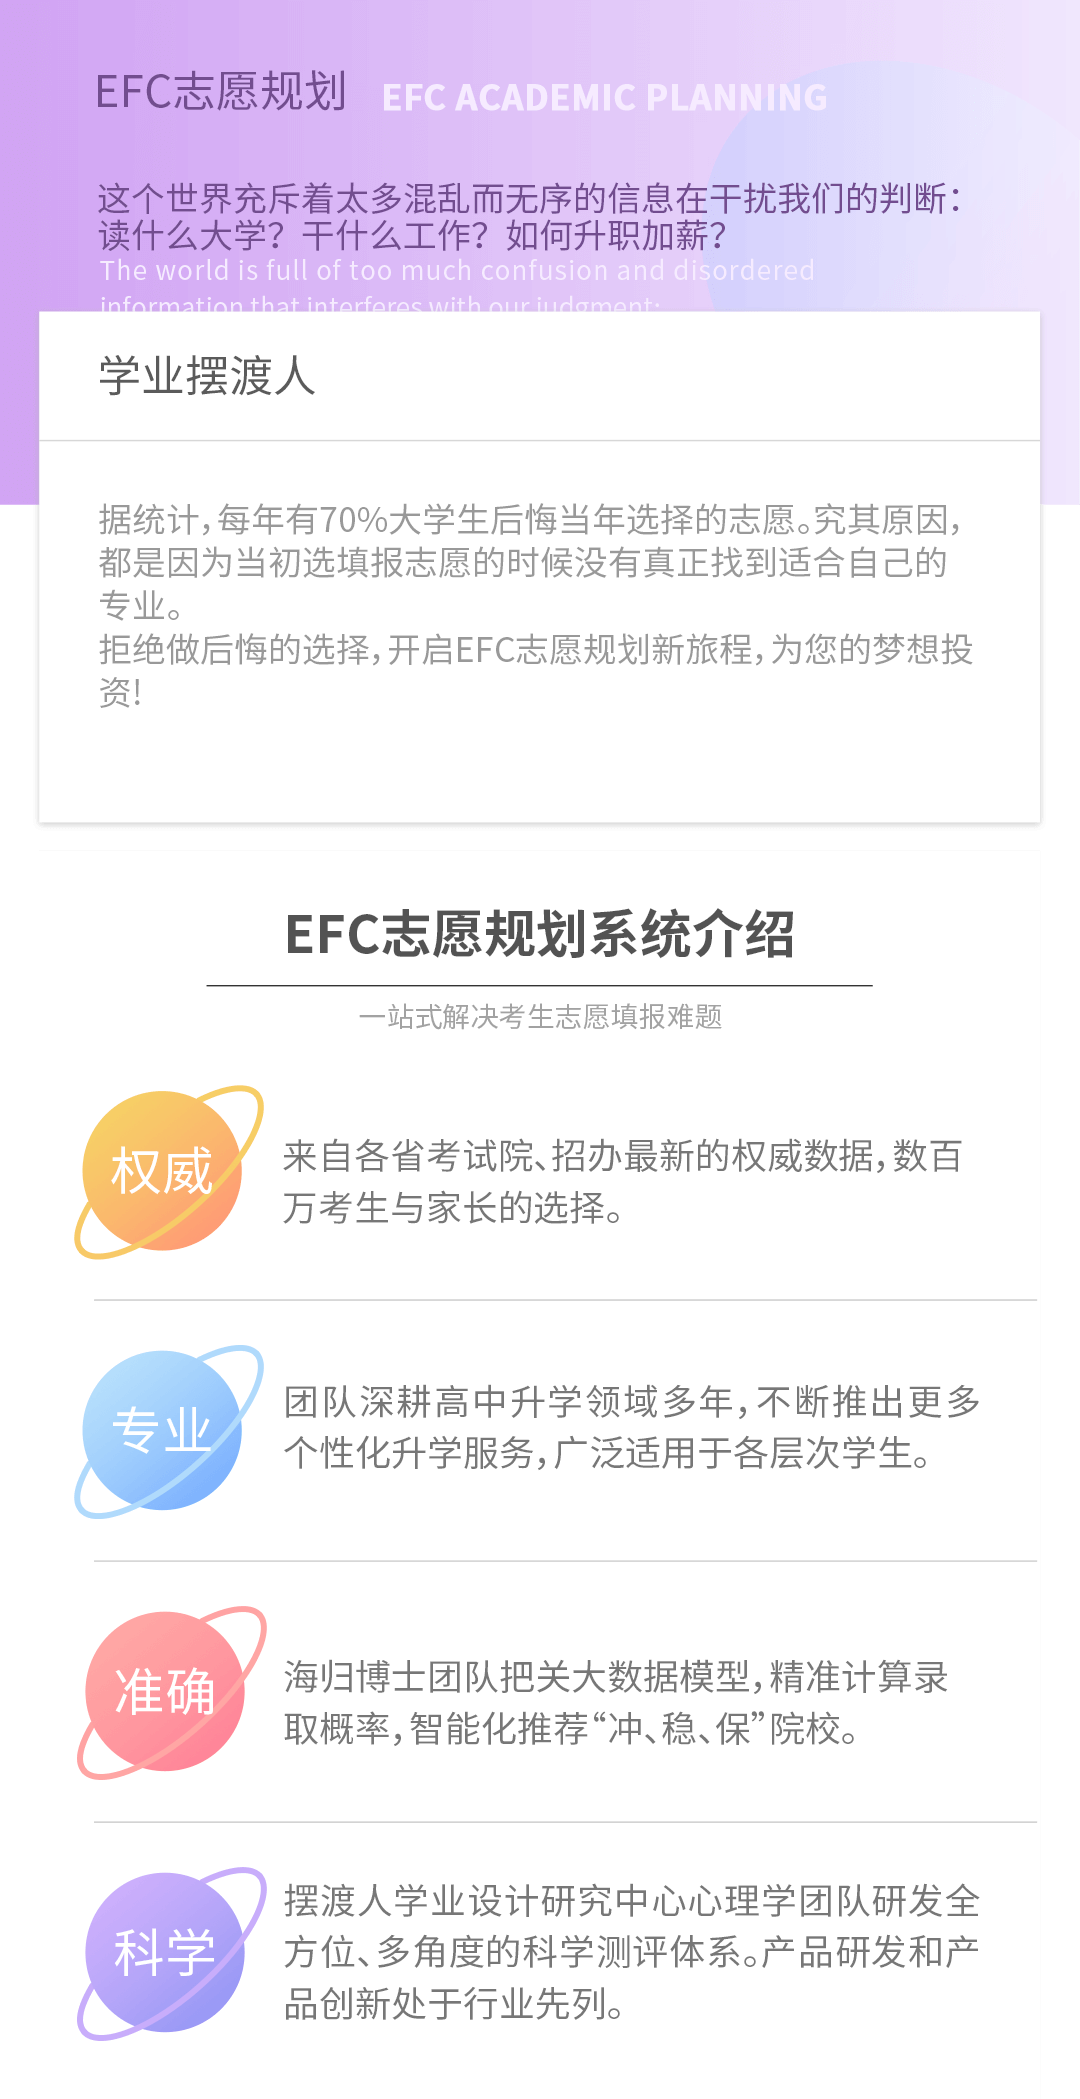 EFC志愿规划 EFC ACADEMIC PLANNING
这个世界充斥着太多混乱而无序的信息在干扰我们的判断：
读什么大学？干什么工作？如何升职加薪？
The world is full of too much confusion and disordered
information that interferes with our judgment:
学业摆渡人
据统计，每年有70%大学生后悔当年选择的志愿。究其原因，
都是因为当初选填报志愿的时候没有真正找到适合自己的
专业。
拒绝做后悔的选择，开启EFC志愿规划新旅程，为您的梦想投
资！
EFC志愿规划系统介绍
一站式解决考生志愿填报难题
权威
来自各省考试院、招办最新的权威数据，数百
万考生与家长的选择。
专业
团队深耕高中升学领域多年，不断推出更多
个性化升学服务，广泛适用于各层次学生。
准确
海归博士团队把关大数据模型，精准计算录
取概率，智能化推荐“冲、稳、保”院校。
科学
摆渡人学业设计研究中心心理学团队研发全
方位、多角度的科学测评体系。产品研发和产
品创新处于行业先列。